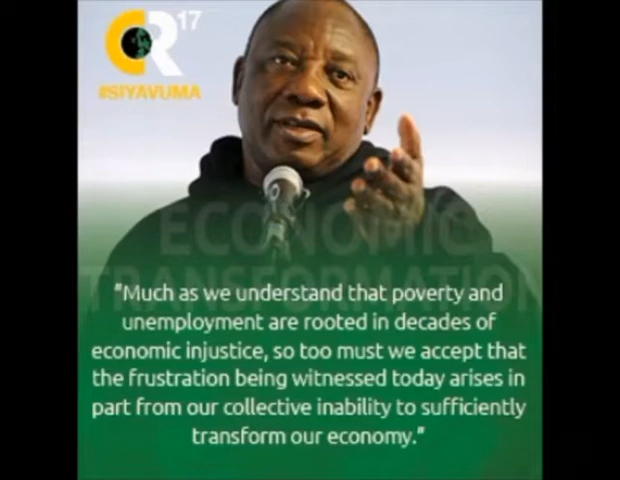 CR17
#SIYAVUMA
ECONOMIC
TRANSFORMATION
"Much as we understand that poverty and
unemployment are rooted in decades of
economic injustice, so too must we accept that
the frustration being witnessed today arises in
part from our collective inability to sufficiently
transform our economy."